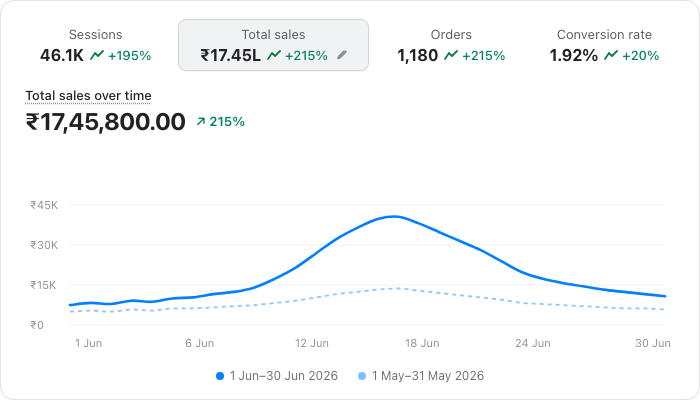 Sessions
46.1K +195%
Total sales
₹17.45L +215%
Orders
1,180 +215%
Conversion rate
1.92% +20%
Total sales over time
₹17,45,800.00 ↗ 215%
₹45K
₹30K
₹15K
₹0
1 Jun 6 Jun 12 Jun 18 Jun 24 Jun 30 Jun
1 Jun–30 Jun 2026 1 May–31 May 2026